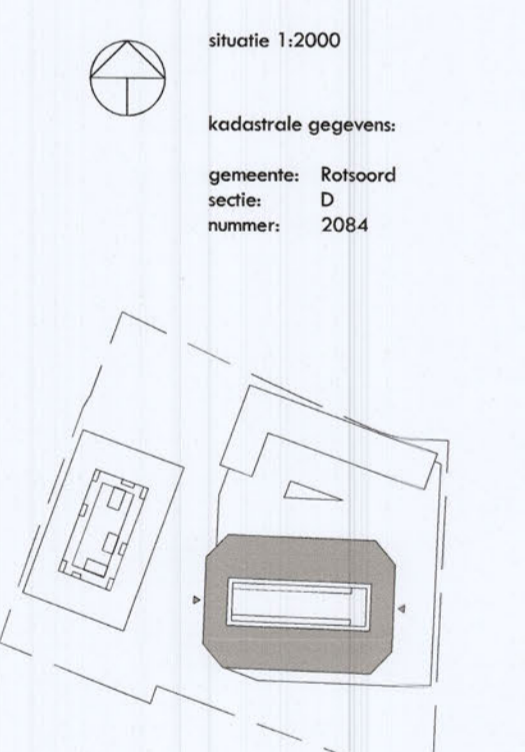 situatie 1:2000
kadastrale gegevens:
gemeente: Rotsoord
sectie: D
nummer: 2084